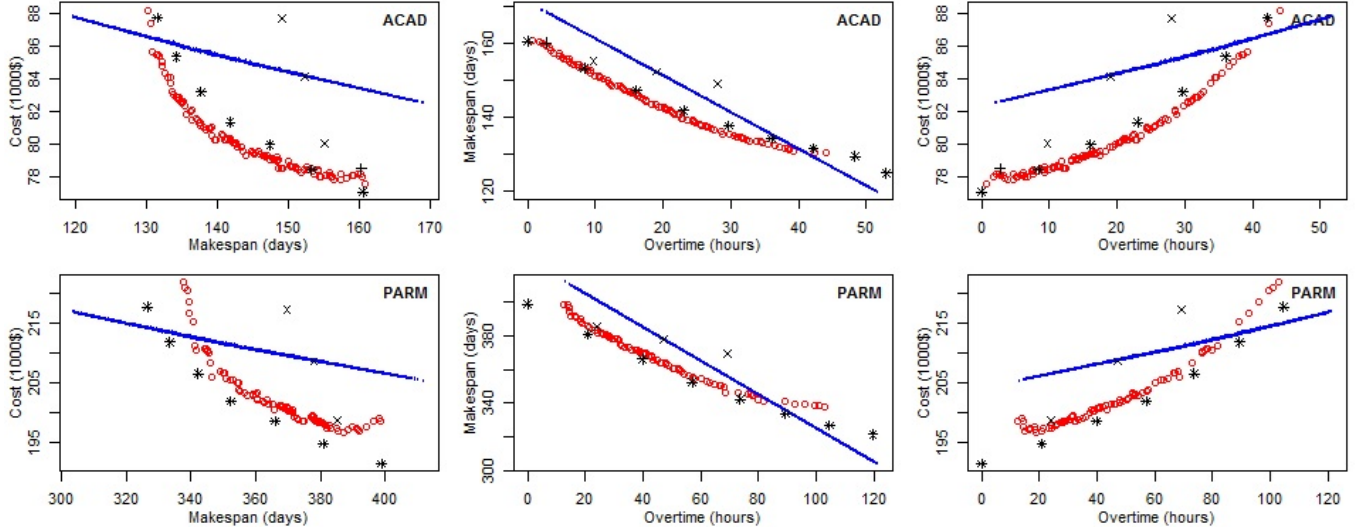 ACAD
Cost (1000$)
78 80 82 84 86 88
120 130 140 150 160 170
Makespan (days)
ACAD
Makespan (days)
120 140 160
0 10 20 30 40 50
Overtime (hours)
ACAD
Cost (1000$)
78 80 82 84 86 88
0 10 20 30 40 50
Overtime (hours)
PARM
Cost (1000$)
195 205 215
300 320 340 360 380 400
Makespan (days)
PARM
Makespan (days)
300 340 380
0 20 40 60 80 100 120
Overtime (hours)
PARM
Cost (1000$)
195 205 215
0 20 40 60 80 100 120
Overtime (hours)